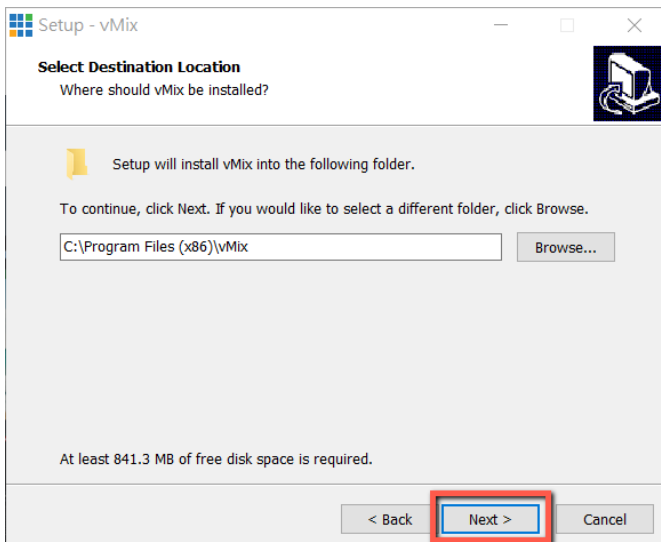 Setup - vMix
Select Destination Location
Where should vMix be installed?
Setup will install vMix into the following folder.
To continue, click Next. If you would like to select a different folder, click Browse.
C:\Program Files (x86)\vMix
Browse...
At least 841.3 MB of free disk space is required.
< Back
Next >
Cancel